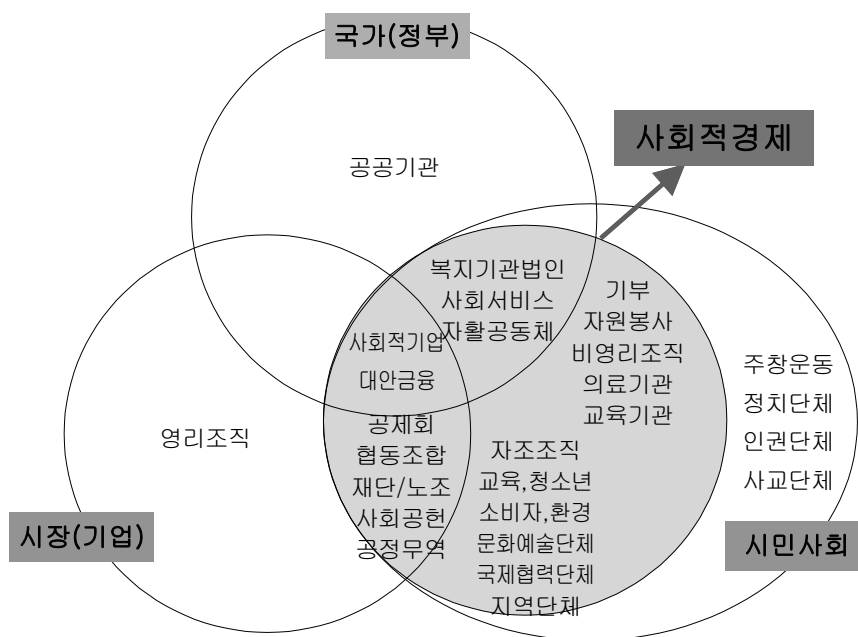 국가(정부)
사회적경제
공공기관
복지기관법인
사회서비스
자활공동체
기부
자원봉사
비영리조직
의료기관
교육기관
사회적기업
대안금융
주창운동
정치단체
인권단체
사교단체
영리조직
공제회
협동조합
재단/노조
사회공헌
공정무역
자조조직
교육,청소년
소비자,환경
문화예술단체
국제협력단체
지역단체
시장(기업)
시민사회